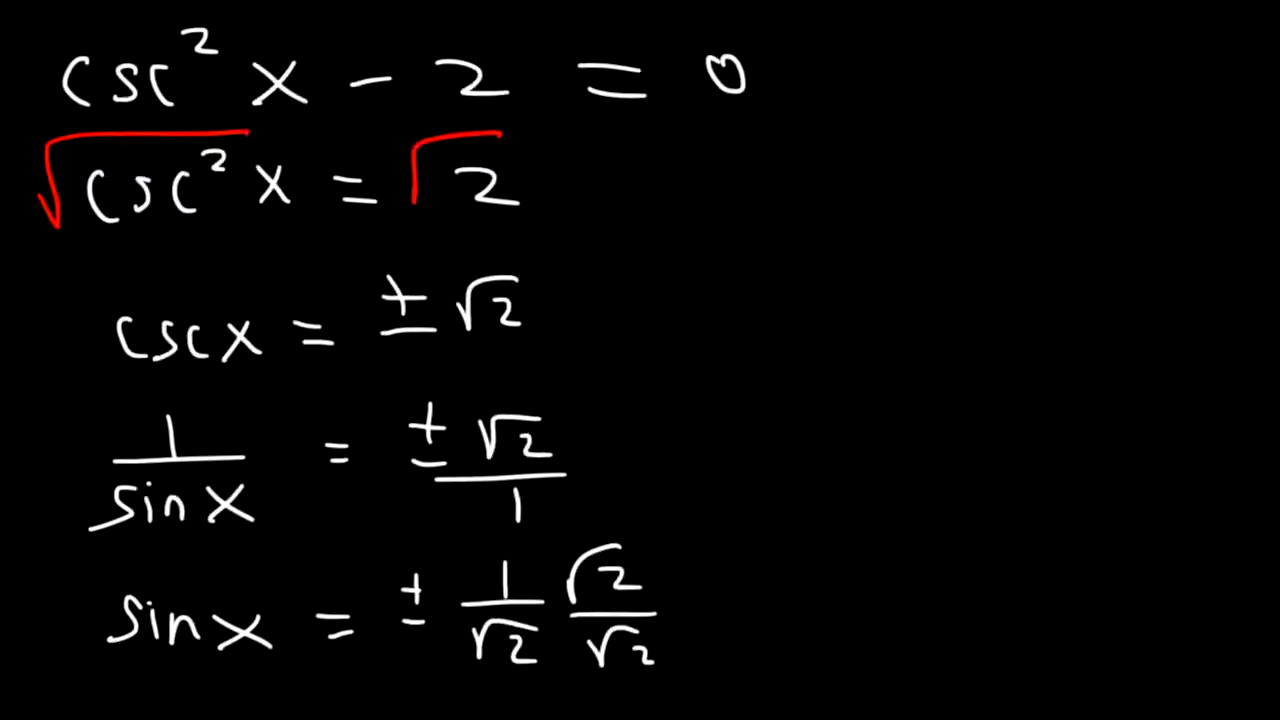 csc² x - 2 = 0
√csc² x = √2
csc x = ± √2
1/sin x = ± √2/1
sin x = ± 1/√2 √2/√2